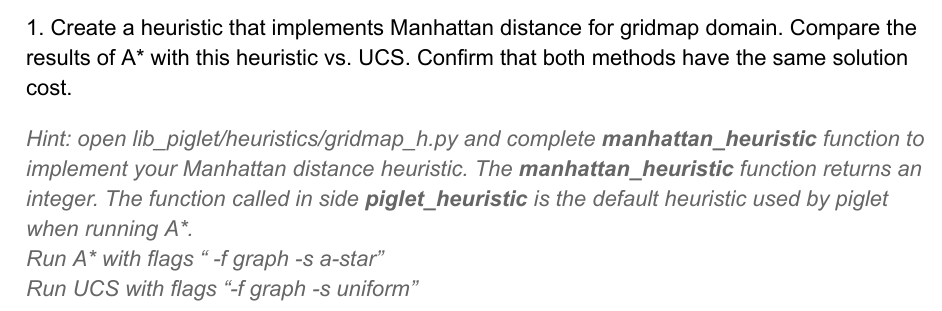 1. Create a heuristic that implements Manhattan distance for gridmap domain. Compare the
results of A* with this heuristic vs. UCS. Confirm that both methods have the same solution
cost.
Hint: open lib_piglet/heuristics/gridmap_h.py and complete manhattan_heuristic function to
implement your Manhattan distance heuristic. The manhattan_heuristic function returns an
integer. The function called in side piglet_heuristic is the default heuristic used by piglet
when running A*.
Run A* with flags “ -f graph -s a-star”
Run UCS with flags “-f graph -s uniform”